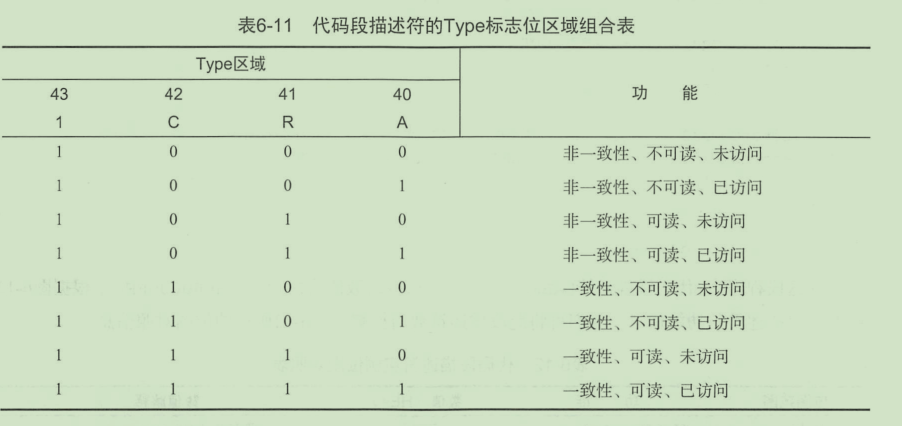 表6-11 代码段描述符的Type标志位区域组合表
Type区域
功 能
43 42 41 40
1 C R A
1 0 0 0 非一致性、不可读、未访问
1 0 0 1 非一致性、不可读、已访问
1 0 1 0 非一致性、可读、未访问
1 0 1 1 非一致性、可读、已访问
1 1 0 0 一致性、不可读、未访问
1 1 0 1 一致性、不可读、已访问
1 1 1 0 一致性、可读、未访问
1 1 1 1 一致性、可读、已访问